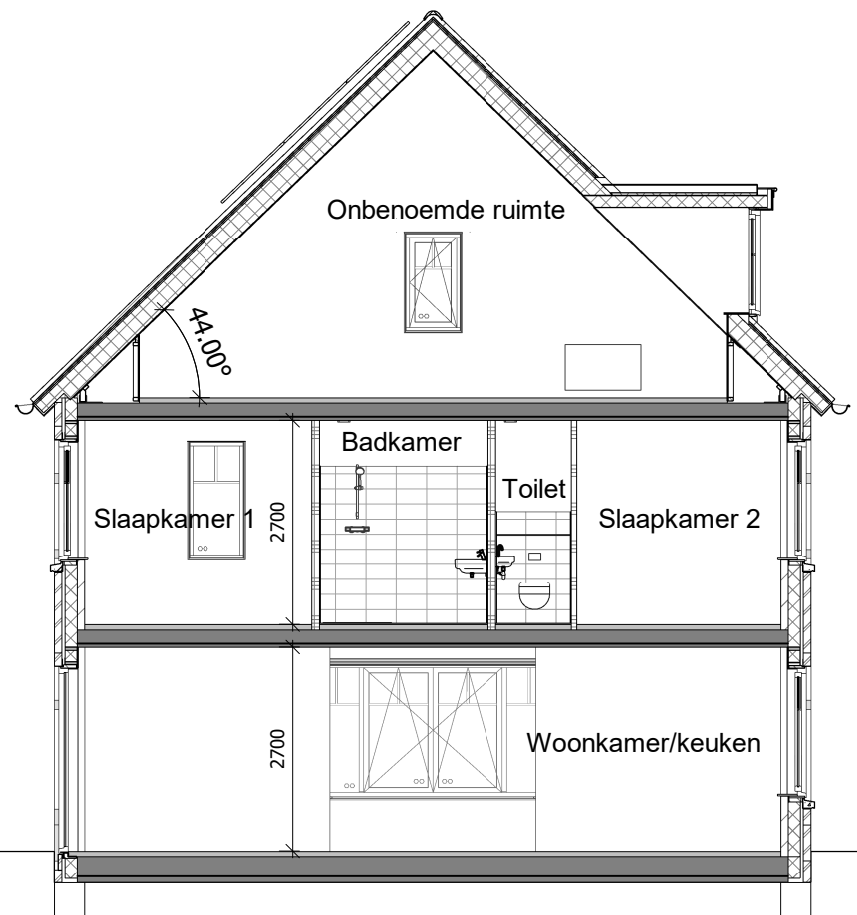 Onbenoemde ruimte
44.00°
Badkamer
Toilet
Slaapkamer 1
2700
Slaapkamer 2
2700
Woonkamer/keuken